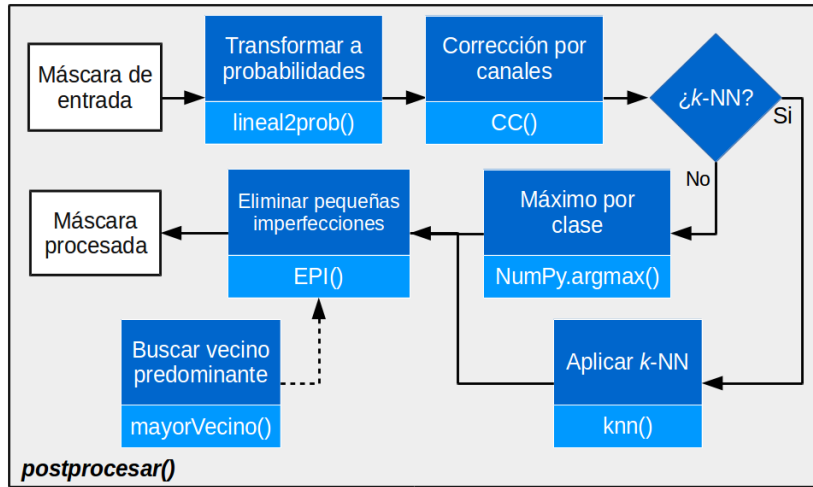 Máscara de
entrada
Transformar a
probabilidades
lineal2prob()
Corrección por
canales
CC()
¿k-NN?
Si
No
Máximo por
clase
NumPy.argmax()
Eliminar pequeñas
imperfecciones
EPI()
Máscara
procesada
Buscar vecino
predominante
mayorVecino()
Aplicar k-NN
knn()
postprocesar()